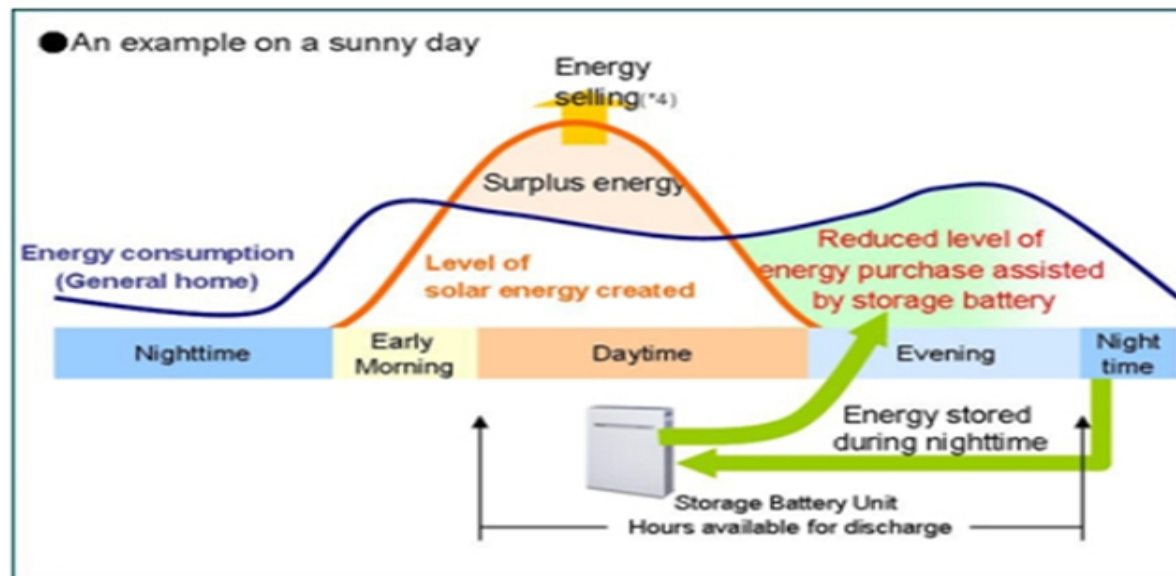 ●An example on a sunny day
Energy
selling(*4)
Surplus energy
Energy consumption
(General home)
Level of
solar energy created
Reduced level of
energy purchase assisted
by storage battery
Nighttime
Early
Morning
Daytime
Evening
Night
time
Energy stored
during nighttime
Storage Battery Unit
Hours available for discharge